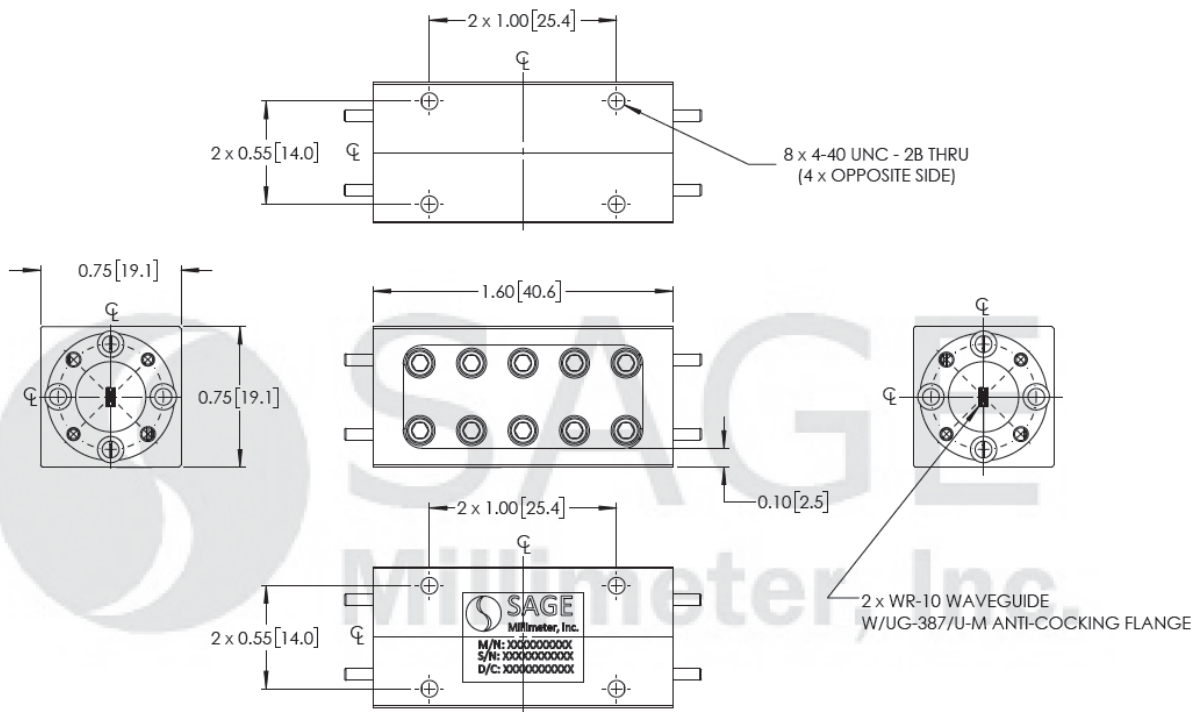 2 x 1.00[25.4]
℄
2 x 0.55[14.0]
℄
8 x 4-40 UNC - 2B THRU
(4 x OPPOSITE SIDE)
0.75[19.1]
℄
℄
0.75[19.1]
1.60[40.6]
0.10[2.5]
℄
℄
2 x WR-10 WAVEGUIDE
W/UG-387/U-M ANTI-COCKING FLANGE
2 x 1.00[25.4]
℄
2 x 0.55[14.0]
℄
SAGE
Millimeter, Inc.
M/N: XXXXXXXXXX
S/N: XXXXXXXXXXX
D/C: XXXXXXXXXXX
SAGE
Millimeter, Inc.